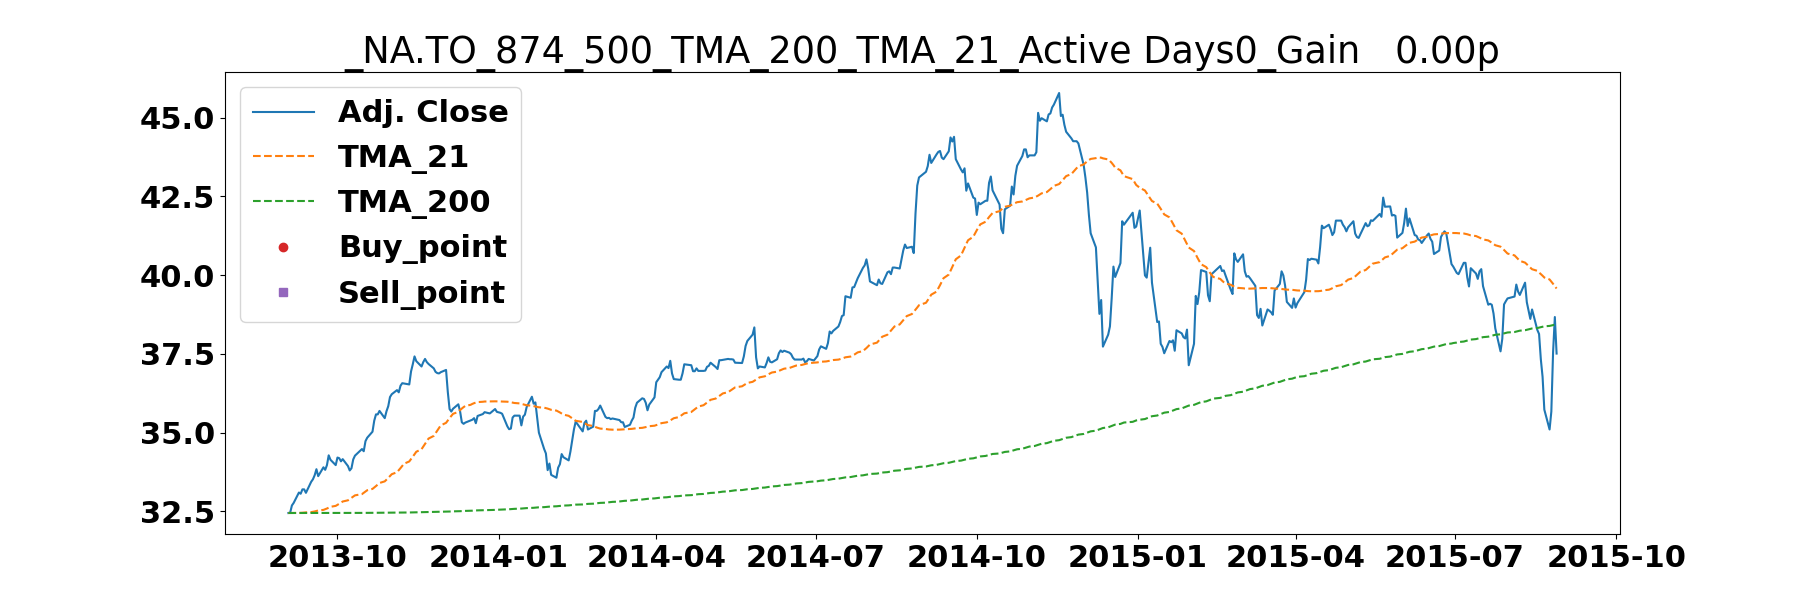 _NA.TO_874_500_TMA_200_TMA_21_Active Days0_Gain   0.00p
Adj. Close
TMA_21
TMA_200
Buy_point
Sell_point
45.0
42.5
40.0
37.5
35.0
32.5
2013-10 2014-01 2014-04 2014-07 2014-10 2015-01 2015-04 2015-07 2015-10